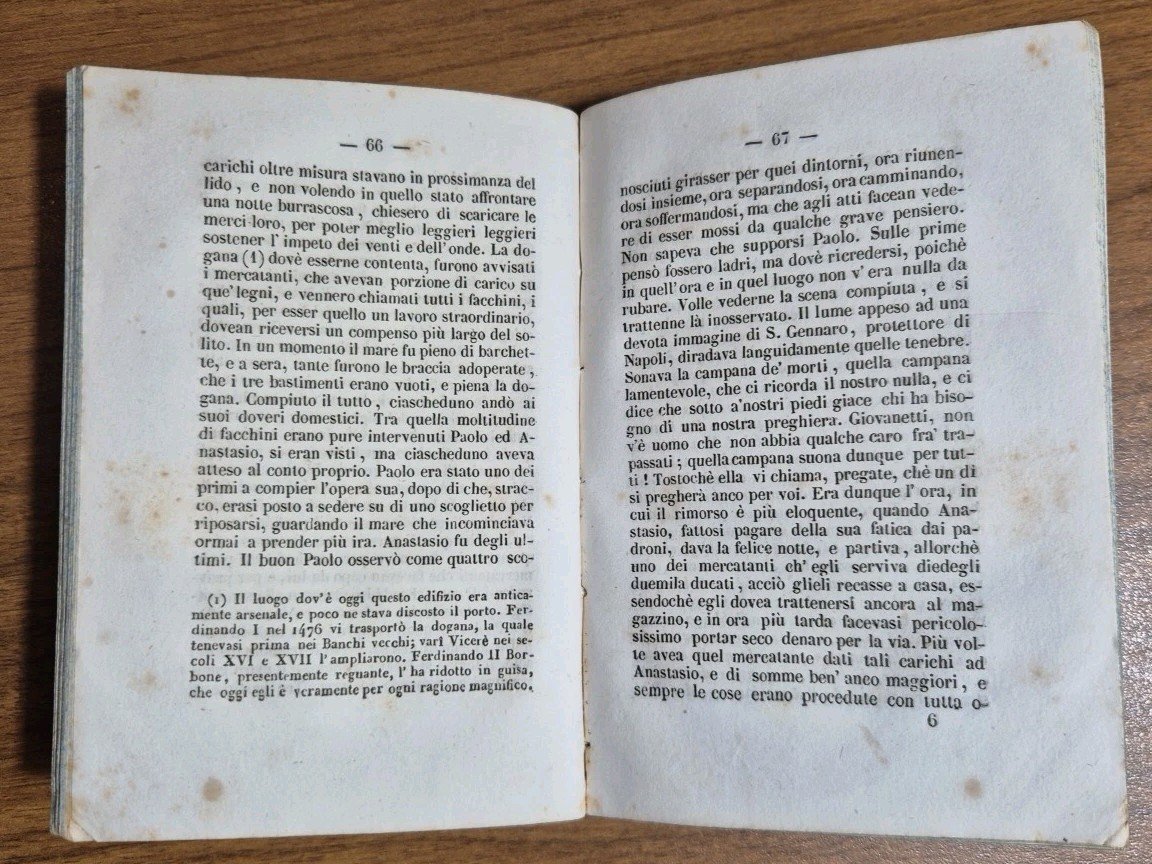 — 66 —
carichi oltre misura stavano in prossimanza del
lido, e non volendo in quello stato affrontare
una notte burrascosa, chiesero di scaricare le
merci loro, per poter meglio leggieri leggieri
sostener l' impeto dei venti e dell'onde. La do-
gana (1) dovè esserne contenta, furono avvisati
i mercatanti, che avevan porzione di carico su
que'legni, e vennero chiamati tutti i facchini, i
quali, per esser quello un lavoro straordinario,
dovean riceversi un compenso più largo del so-
lito. In un momento il mare fu pieno di barchet-
te, e a sera, tante furono le braccia adoperate,
che i tre bastimenti erano vuoti, e piena la do-
gana. Compiuto il tutto, ciascheduno andò ai
suoi doveri domestici. Tra quella moltitudine
di facchini erano pure intervenuti Paolo ed A-
nastasio, si eran visti, ma ciascheduno aveva
atteso al conto proprio. Paolo era stato uno dei
primi a compier l'opera sua, dopo di che, strac-
co, erasi posto a sedere su di uno scoglietto per
riposarsi, guardando il mare che incominciava
ormai a prender più ira. Anastasio fu degli ul-
timi. Il buon Paolo osservò come quattro sco-
(1) Il luogo dov'è oggi questo edifizio era antica-
mente arsenale, e poco ne stava discosto il porto. Fer-
dinando I nel 1476 vi trasportò la dogana, la quale
tenevasi prima nei Banchi vecchi; varî Vicerè nei se-
coli XVI e XVII l'ampliarono. Ferdinando II Bor-
bone, presentemente regnante, l'ha ridotto in guisa,
che oggi egli è veramente per ogni ragione magnifico.
— 67 —
nosciuti girasser per quei dintorni, ora riunen-
dosi insieme, ora separandosi, ora camminando,
ora soffermandosi, ma che agli atti facean vede-
re di esser mossi da qualche grave pensiero.
Non sapeva che supporsi Paolo. Sulle prime
pensò fossero ladri, ma dovè ricredersi, poichè
in quell'ora e in quel luogo non v'era nulla da
rubare. Volle vederne la scena compiuta, e si
trattenne là inosservato. Il lume appeso ad una
devota immagine di S. Gennaro, protettore di
Napoli, diradava languidamente quelle tenebre.
Sonava la campana de' morti, quella campana
lamentevole, che ci ricorda il nostro nulla, e ci
dice che sotto a'nostri piedi giace chi ha biso-
gno di una nostra preghiera. Giovanetti, non
v'è uomo che non abbia qualche caro fra' tra-
passati; quella campana suona dunque per tut-
ti! Tostochè ella vi chiama, pregate, chè un dì
si pregherà anco per voi. Era dunque l' ora, in
cui il rimorso è più eloquente, quando Ana-
stasio, fattosi pagare della sua fatica dai pa-
droni, dava la felice notte, e partiva, allorchè
uno dei mercatanti ch' egli serviva diedegli
duemila ducati, acciò glieli recasse a casa, es-
sendochè egli dovea trattenersi ancora al ma-
gazzino, e in ora più tarda facevasi pericolo-
sissimo portar seco denaro per la via. Più vol-
te avea quel mercatante dati tali carichi ad
Anastasio, e di somme ben' anco maggiori, e
sempre le cose erano procedute con tutta o-
6